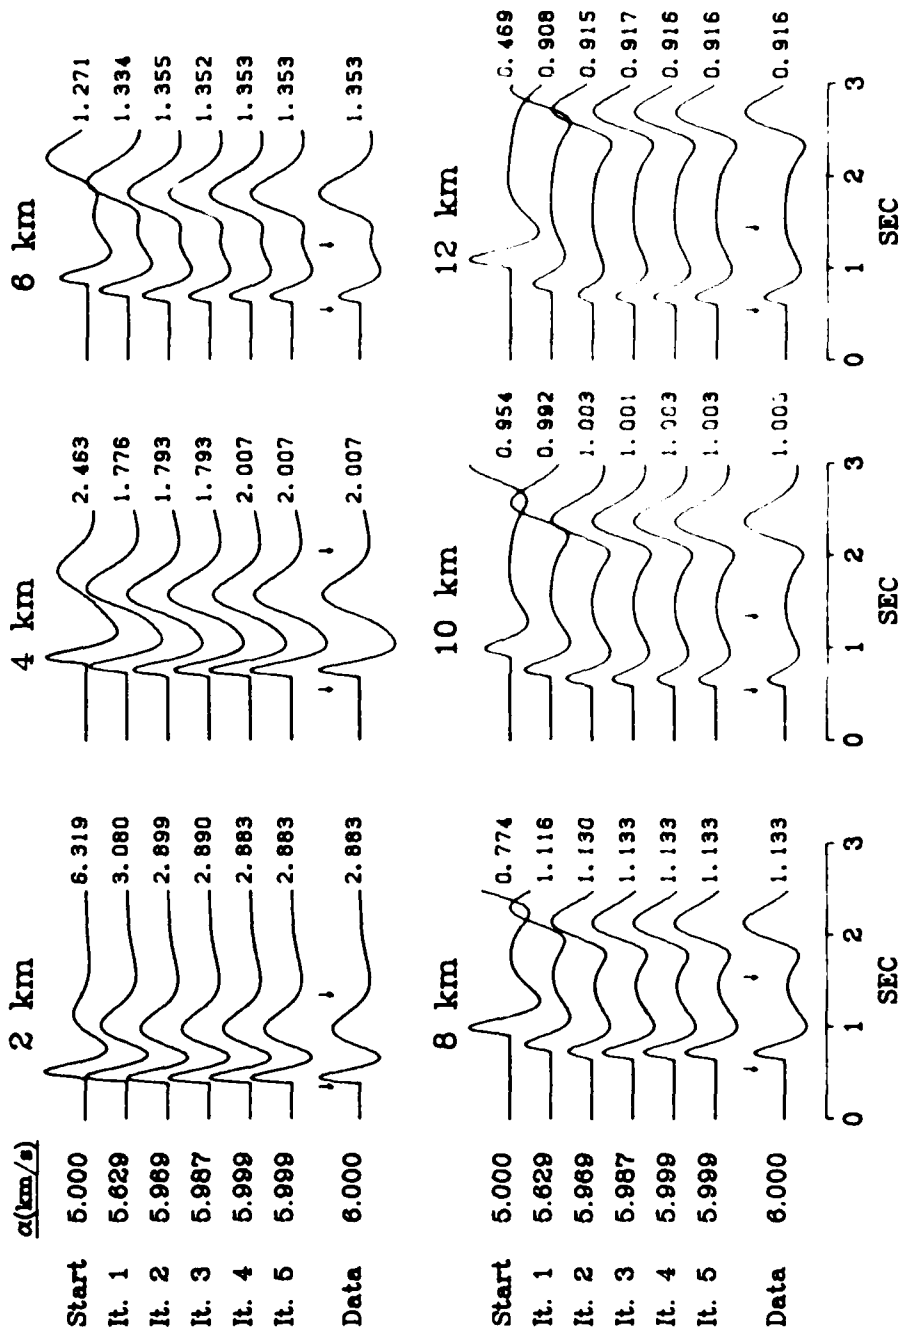 α(km/s) 2 km 4 km 6 km
Start 5.000 6.319 2.463 1.271
It. 1 5.629 3.080 1.776 1.334
It. 2 5.969 2.899 1.793 1.355
It. 3 5.987 2.890 1.793 1.352
It. 4 5.999 2.883 2.007 1.353
It. 5 5.999 2.883 2.007 1.353
Data 6.000 2.883 2.007 1.353
8 km 10 km 12 km
Start 5.000 0.774 0.954 0.469
It. 1 5.629 1.116 0.992 0.908
It. 2 5.969 1.130 1.003 0.915
It. 3 5.987 1.133 1.001 0.917
It. 4 5.999 1.133 1.003 0.916
It. 5 5.999 1.133 1.003 0.916
Data 6.000 1.133 0.916
0 1 2 3 0 1 2 3 0 1 2 3
SEC SEC SEC